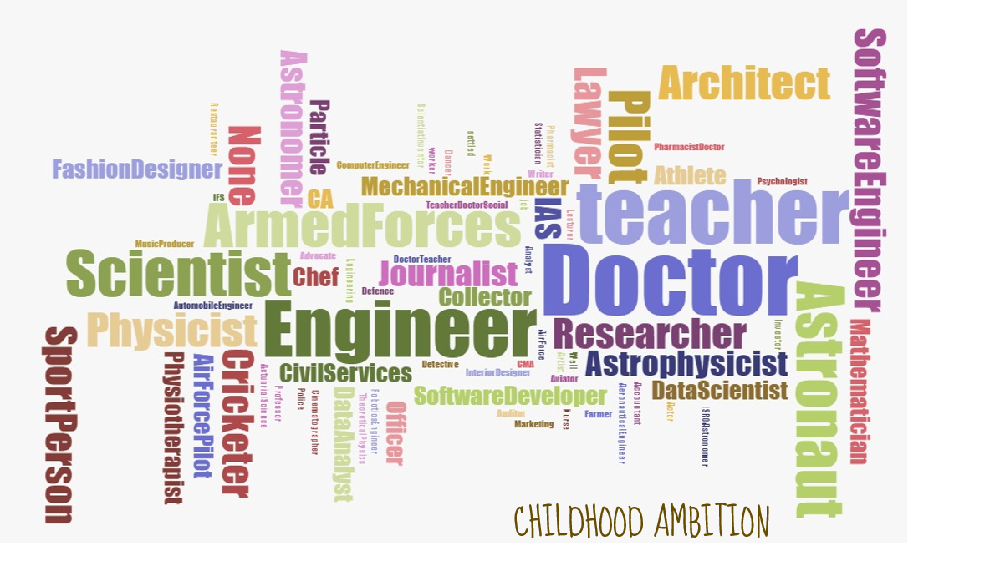 SoftwareEngineer
Astronomer
Architect
Lawyer
Pilot
Particle
Restauranteer
None
ScientistInventor
Statistician
Pharmacist
settled
PharmacistDoctor
worker
Dancer
Work
FashionDesigner
ComputerEngineer
Writer
Athlete
MechanicalEngineer
Psychologist
IFS
CA
TeacherDoctorSocial
job
IAS
Lecturer
teacher
ArmedForces
MusicProducer
Advocate
DoctorTeacher
Analyst
Doctor
Scientist
Chef
Engineering
Journalist
Defence
Collector
Astronaut
AutomobileEngineer
Engineer
Physicist
Researcher
Investor
Mathematician
SportPerson
AirForce
Artist
Well
Physiotherapist
AirForcePilot
Cricketer
ActuarialScience
CivilServices
Detective
CMA
InteriorDesigner
Astrophysicist
Aviator
Professor
Police
Cinematographer
DataAnalyst
TheoreticalPhysics
RoboticsEngineer
Officer
SoftwareDeveloper
DataScientist
AeronauticalEngineer
Accountant
Actor
ISROAstronomer
Auditor
Marketing
Nurse
Farmer
CHILDHOOD AMBITION